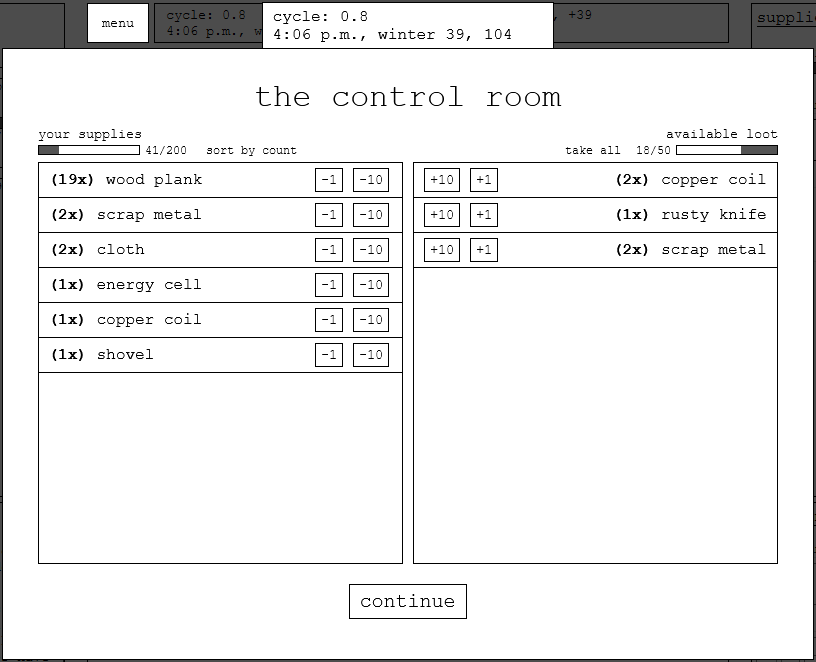 menu
cycle: 0.8
4:06 p.m., w
cycle: 0.8
4:06 p.m., winter 39, 104
, +39
the control room
your supplies
41/200 sort by count
available loot
take all 18/50
(19x) wood plank -1 -10
(2x) scrap metal -1 -10
(2x) cloth -1 -10
(1x) energy cell -1 -10
(1x) copper coil -1 -10
(1x) shovel -1 -10
+10 +1 (2x) copper coil
+10 +1 (1x) rusty knife
+10 +1 (2x) scrap metal
continue